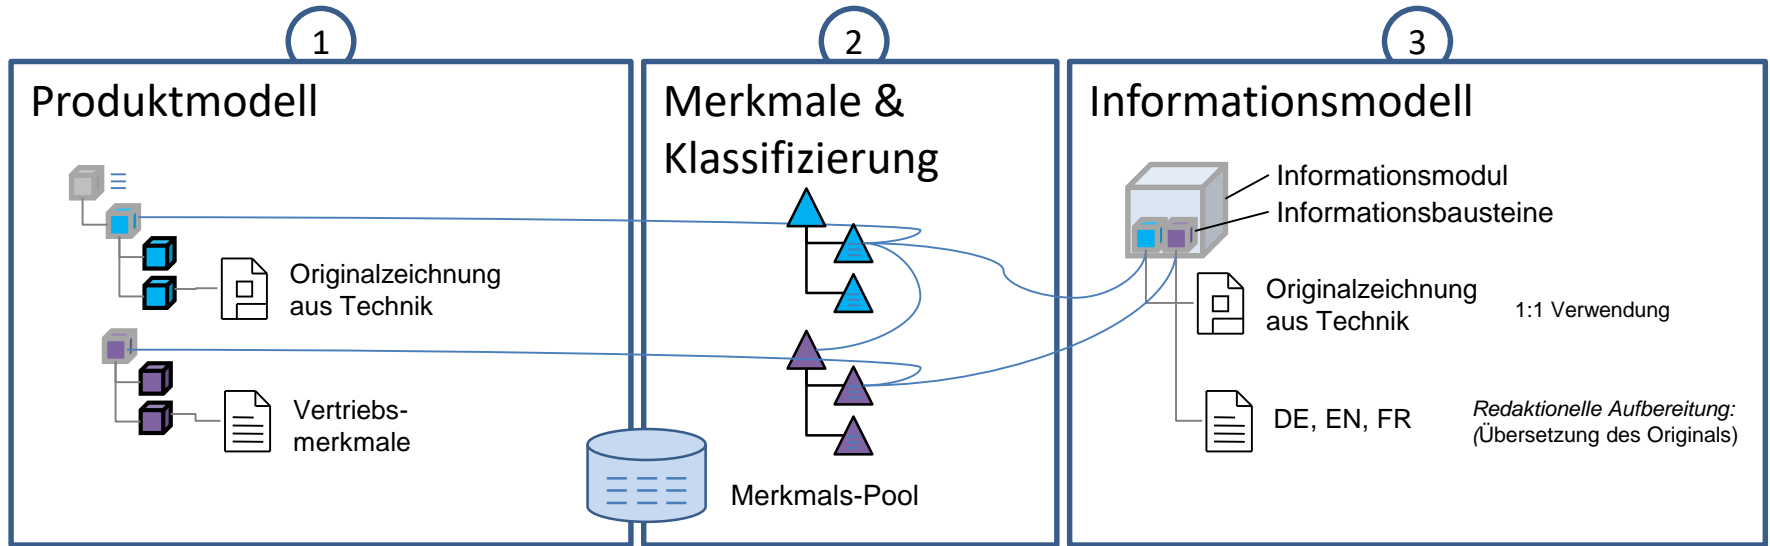 1
Produktmodell
Originalzeichnung
aus Technik
Vertriebs-
merkmale
2
Merkmale &
Klassifizierung
Merkmals-Pool
3
Informationsmodell
Informationsmodul
Informationsbausteine
Originalzeichnung
aus Technik
1:1 Verwendung
DE, EN, FR
Redaktionelle Aufbereitung:
(Übersetzung des Originals)